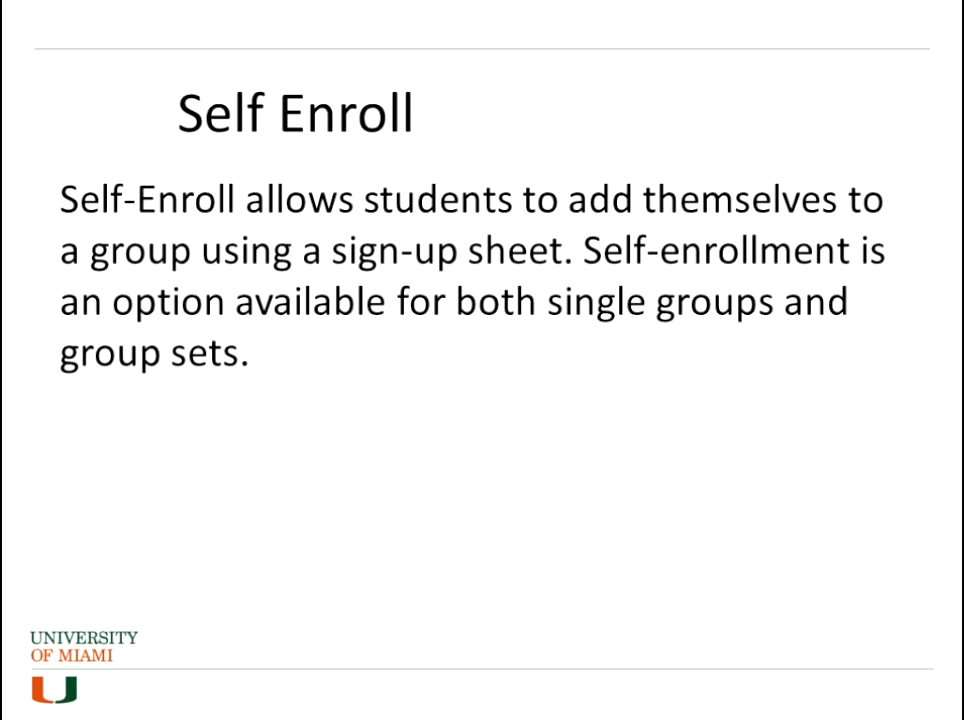 Self Enroll
Self-Enroll allows students to add themselves to
a group using a sign-up sheet. Self-enrollment is
an option available for both single groups and
group sets.
UNIVERSITY
OF MIAMI
U